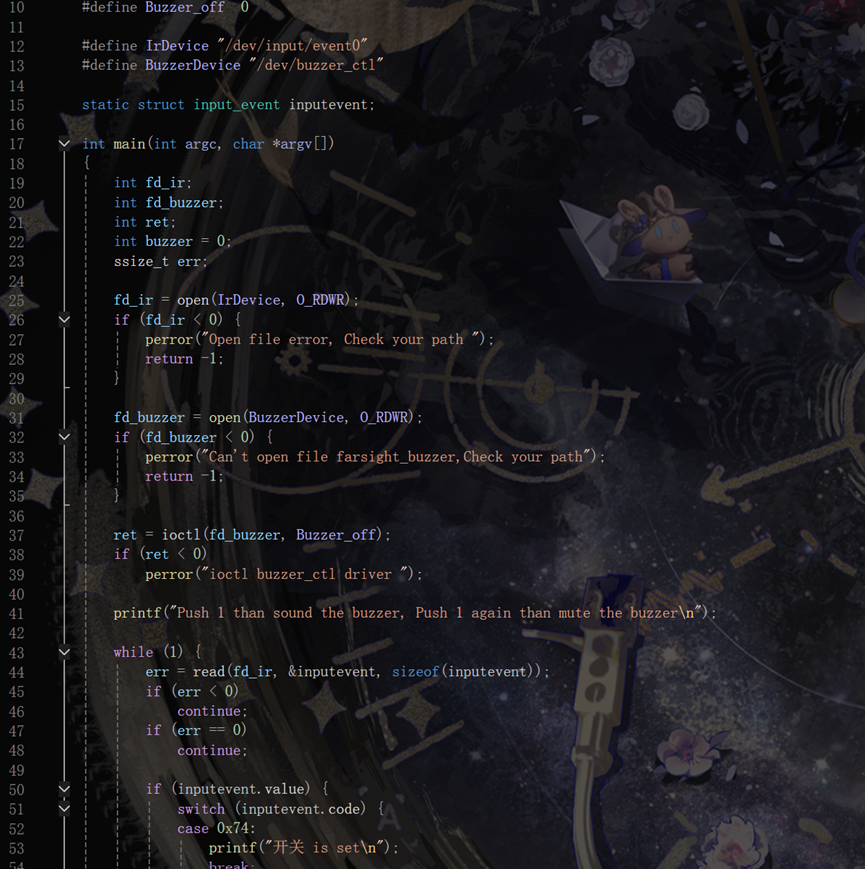 10 #define Buzzer_off 0
11
12 #define IrDevice "/dev/input/event0"
13 #define BuzzerDevice "/dev/buzzer_ctl"
14
15 static struct input_event inputevent;
16
17 int main(int argc, char *argv[])
18 {
19 int fd_ir;
20 int fd_buzzer;
21 int ret;
22 int buzzer = 0;
23 ssize_t err;
24
25 fd_ir = open(IrDevice, O_RDWR);
26 if (fd_ir < 0) {
27 perror("Open file error, Check your path ");
28 return -1;
29 }
30
31 fd_buzzer = open(BuzzerDevice, O_RDWR);
32 if (fd_buzzer < 0) {
33 perror("Can't open file farsight_buzzer,Check your path");
34 return -1;
35 }
36
37 ret = ioctl(fd_buzzer, Buzzer_off);
38 if (ret < 0)
39 perror("ioctl buzzer_ctl driver ");
40
41 printf("Push 1 than sound the buzzer, Push 1 again than mute the buzzer\n");
42
43 while (1) {
44 err = read(fd_ir, &inputevent, sizeof(inputevent));
45 if (err < 0)
46 continue;
47 if (err == 0)
48 continue;
49
50 if (inputevent.value) {
51 switch (inputevent.code) {
52 case 0x74:
53 printf("开关 is set\n");
54 break;